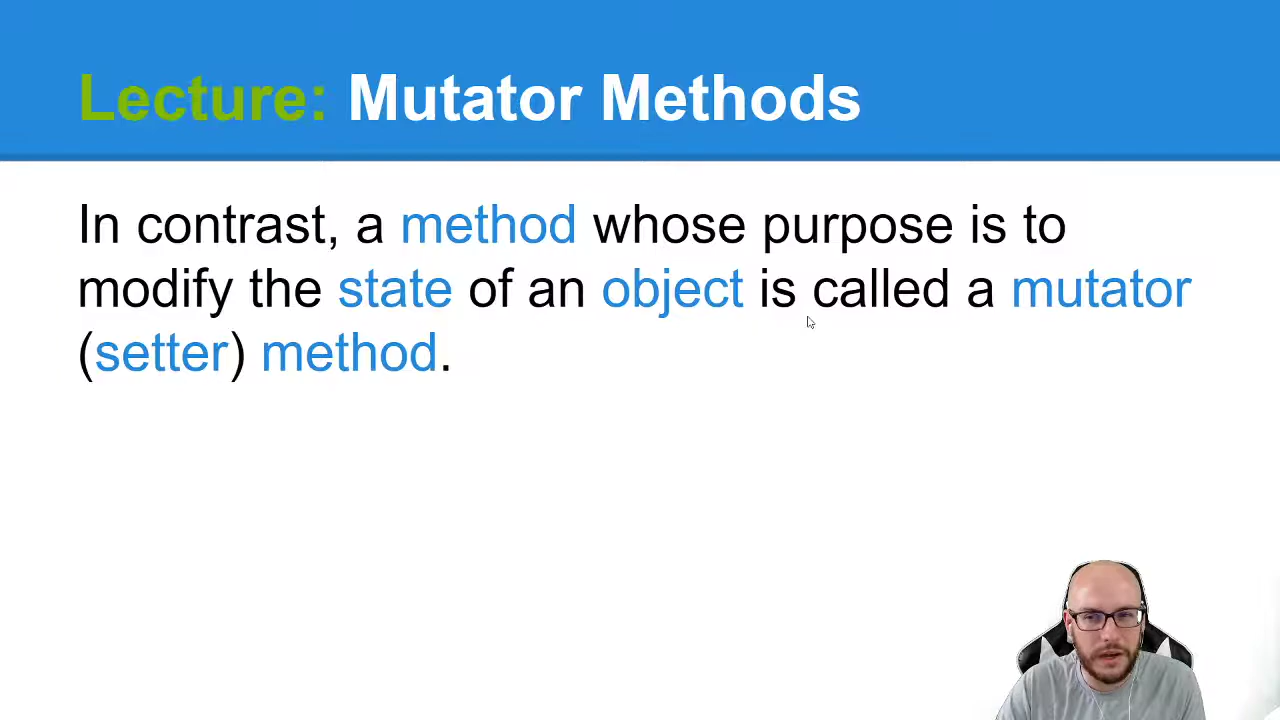 Lecture: Mutator Methods
In contrast, a method whose purpose is to
modify the state of an object is called a mutator
(setter) method.